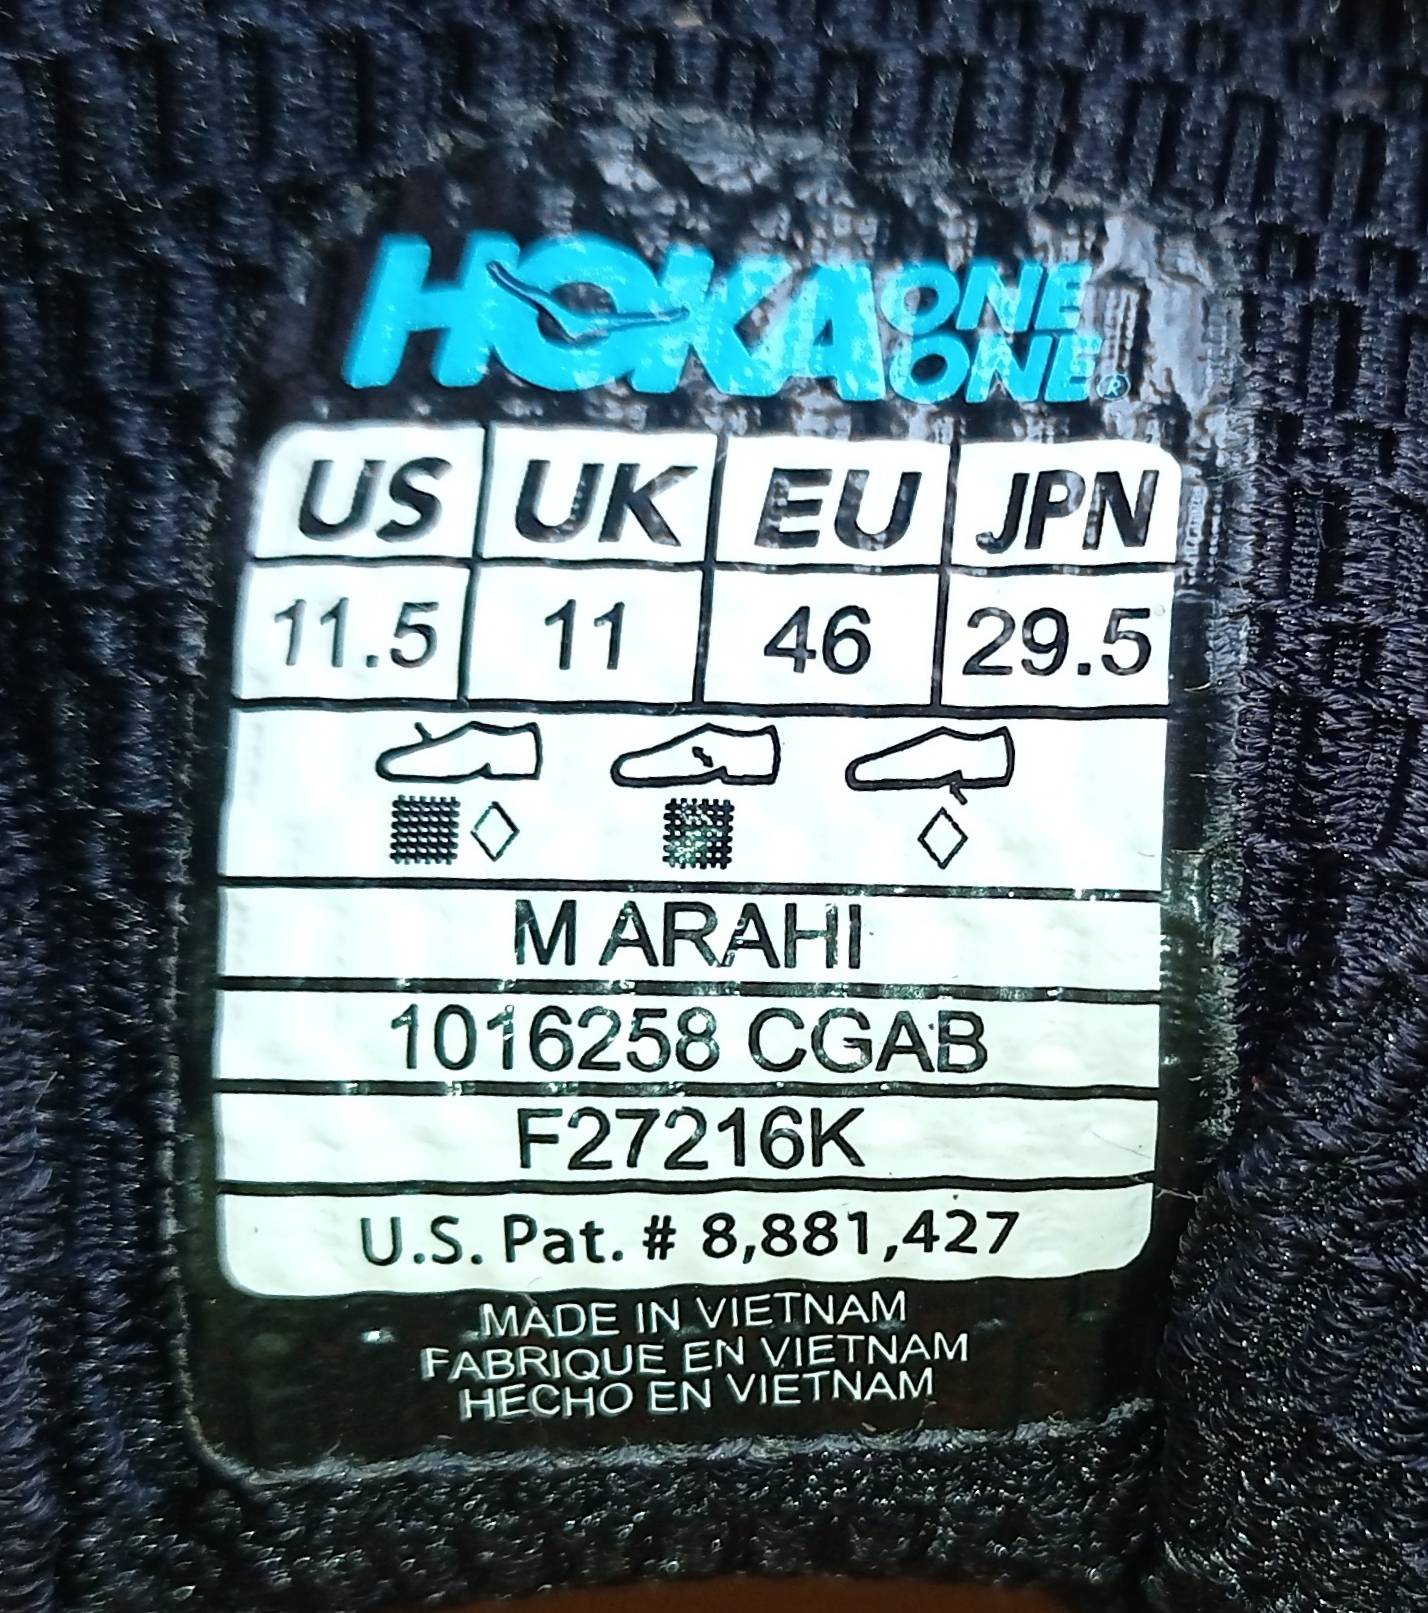 HOKA ONE ONE®
US UK EU JPN
11.5 11 46 29.5
M ARAHI
1016258 CGAB
F27216K
U.S. Pat. # 8,881,427
MADE IN VIETNAM
FABRIQUE EN VIETNAM
HECHO EN VIETNAM